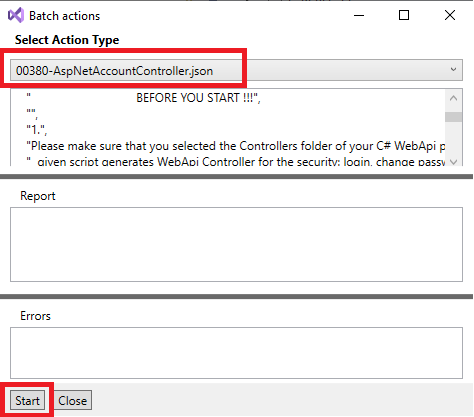 Batch actions
Select Action Type
00380-AspNetAccountController.json
" BEFORE YOU START !!!",
"",
"1.",
"Please make sure that you selected the Controllers folder of your C# WebApi p
" given script generates WebApi Controller for the security: login, change passw
Report
Errors
Start Close